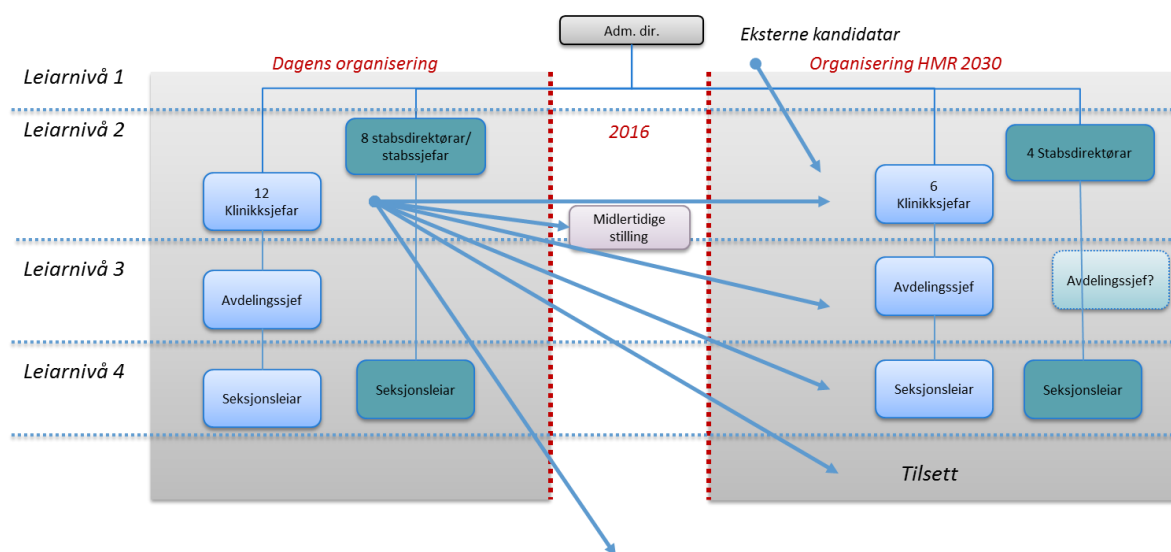 Adm. dir.
Eksterne kandidatar
Dagens organisering
Organisering HMR 2030
Leiarnivå 1
Leiarnivå 2
8 stabsdirektørar/
stabssjefar
2016
4 Stabsdirektørar
12
Klinikksjefar
6
Klinikksjefar
Midlertidige
stilling
Leiarnivå 3
Avdelingssjef
Avdelingssjef
Avdelingssjef?
Leiarnivå 4
Seksjonsleiar
Seksjonsleiar
Seksjonsleiar
Seksjonsleiar
Tilsett